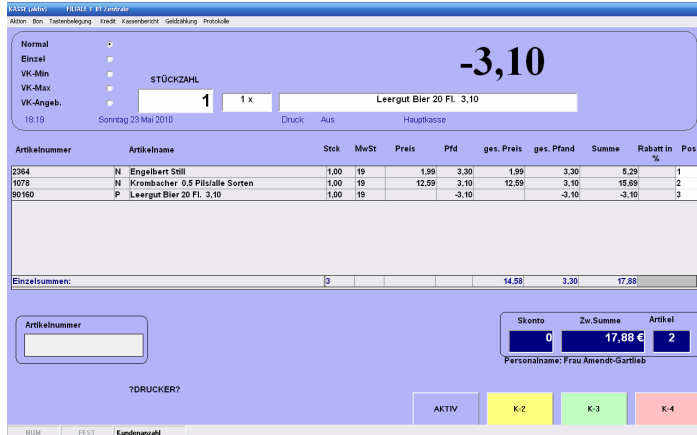 KASSE (aktiv) FILIALE 1 01 Zentrale
Aktion Bon Tastenbelegung Kredit Kassenbericht Geldzählung Protokolle
Normal
Einzel
VK-Min
VK-Max
VK-Angeb.
-3,10
STÜCKZAHL
1 1 x Leergut Bier 20 Fl. 3,10
18:19 Sonntag 23 Mai 2010 Druck: Aus Hauptkasse
Artikelnummer Artikelname Stck MwSt Preis Pfd ges. Preis ges. Pfand Summe Rabatt in % Pos
2364 N Engelbert Still 1,00 19 1,99 3,30 1,99 3,30 5,29 1
1078 N Krombacher 0,5 Pils/alle Sorten 1,00 19 12,59 3,10 12,59 3,10 15,69 2
90160 P Leergut Bier 20 Fl. 3,10 1,00 19 -3,10 -3,10 -3,10 3
Einzelsummen: 3 14,58 3,30 17,88
Artikelnummer
Skonto Zw.Summe Artikel
0 17,88 € 2
Personalname: Frau Amendt-Gartlieb
?DRUCKER?
AKTIV K-2 K-3 K-4
NUM FEST Kundenanzahl